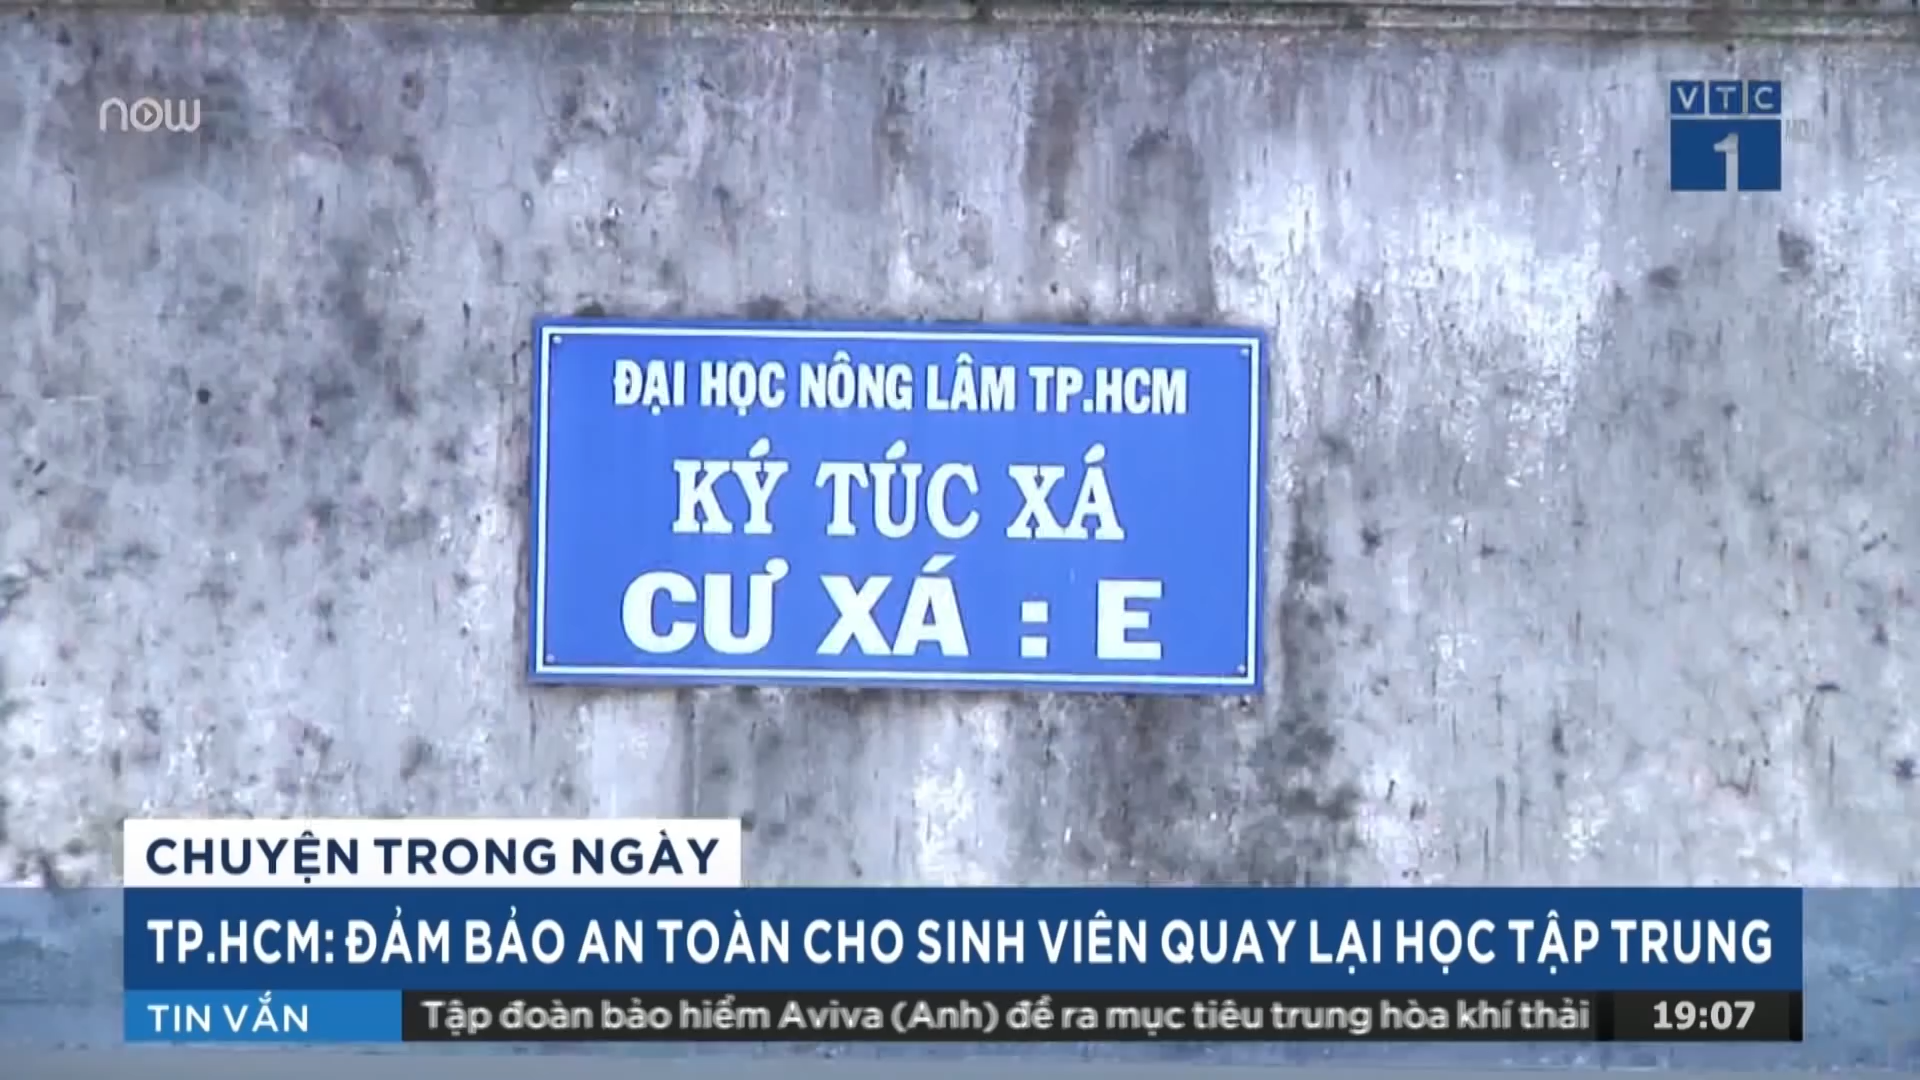 now
VTC
1
HD
ĐẠI HỌC NÔNG LÂM TP.HCM
KÝ TÚC XÁ
CƯ XÁ : E
CHUYỆN TRONG NGÀY
TP.HCM: ĐẢM BẢO AN TOÀN CHO SINH VIÊN QUAY LẠI HỌC TẬP TRUNG
TIN VẮN
Tập đoàn bảo hiểm Aviva (Anh) đề ra mục tiêu trung hòa khí thải
19:07